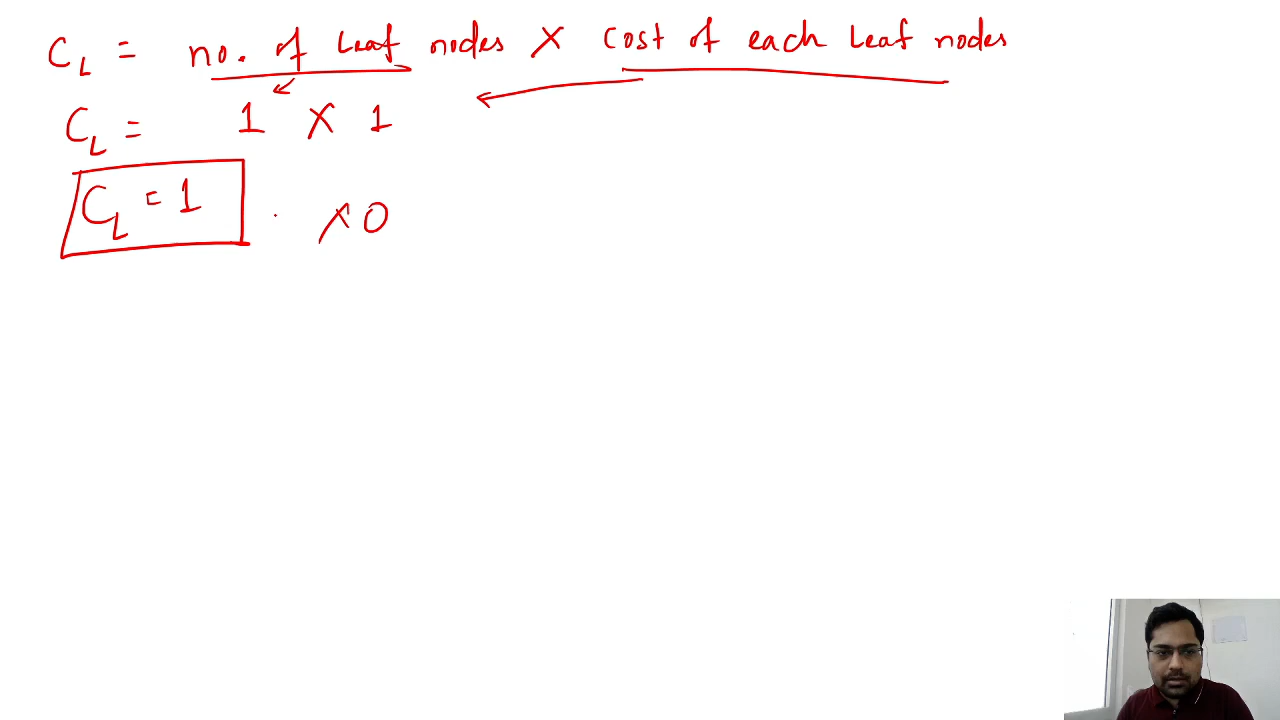 C_L = no. of Leaf nodes X Cost of each Leaf nodes
C_L = 1 X 1
C_L = 1 X 0